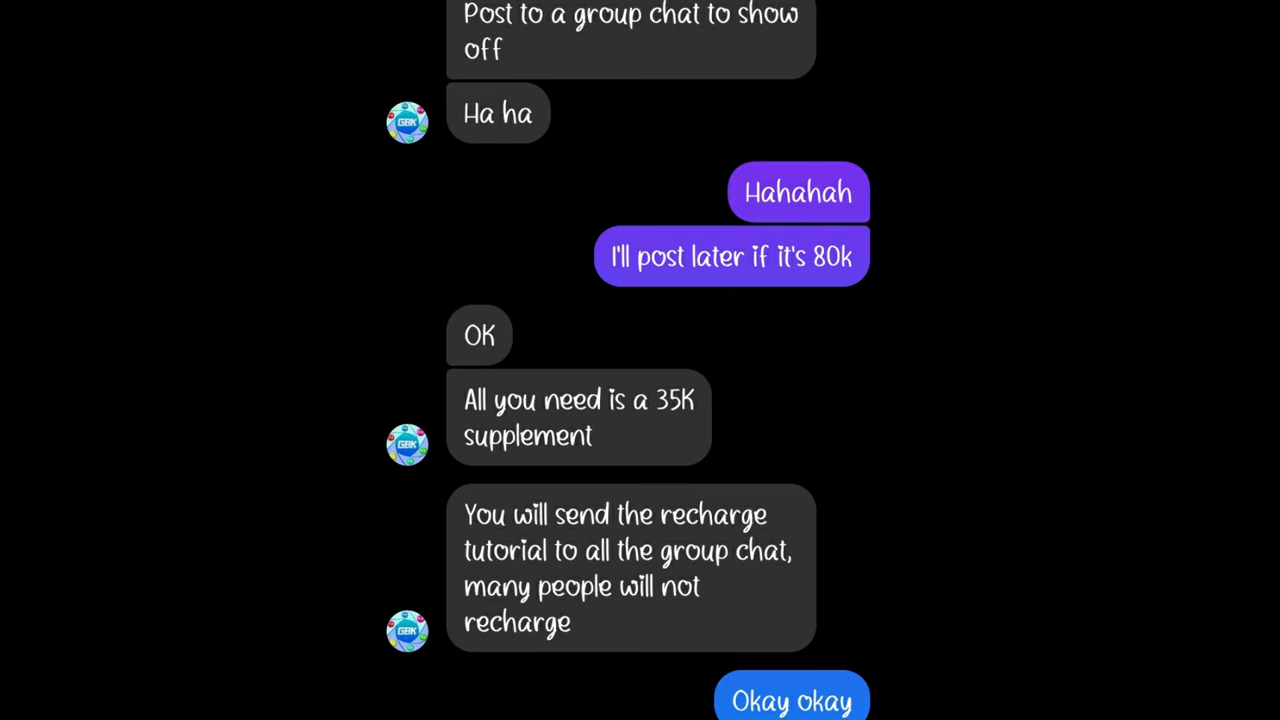 Post to a group chat to show
off
GBK
Ha ha
Hahahah
I'll post later if it's 80k
OK
All you need is a 35K
supplement
GBK
You will send the recharge
tutorial to all the group chat,
many people will not
recharge
GBK
Okay okay